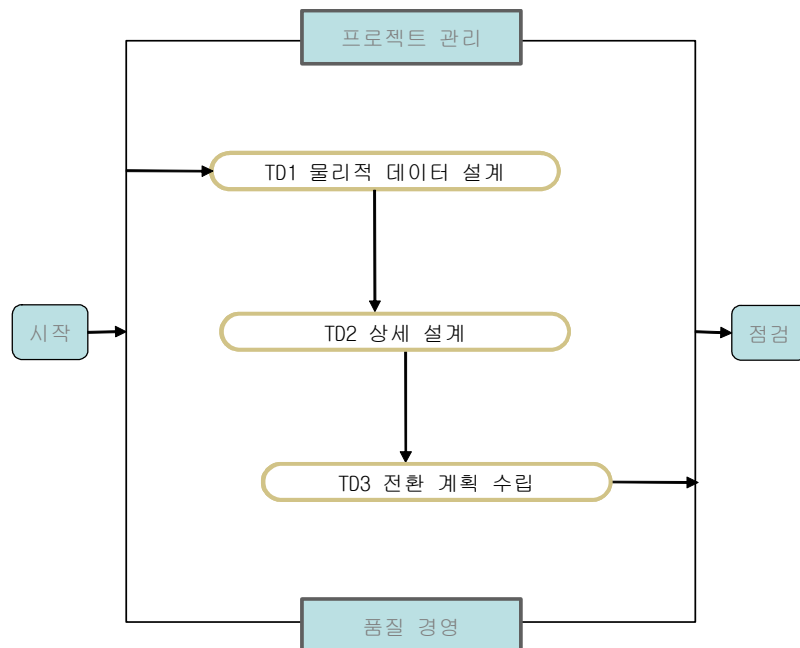 프로젝트 관리
TD1 물리적 데이터 설계
시작
TD2 상세 설계
점검
TD3 전환 계획 수립
품질 경영